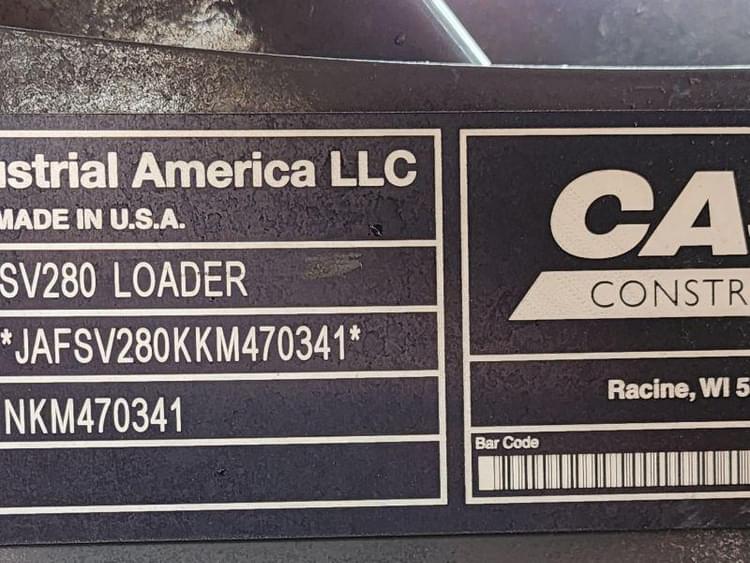 ustrial America LLC
MADE IN U.S.A.
SV280 LOADER
*JAFSV280KKM470341*
NKM470341
CA
CONSTR
Racine, WI 5
Bar Code